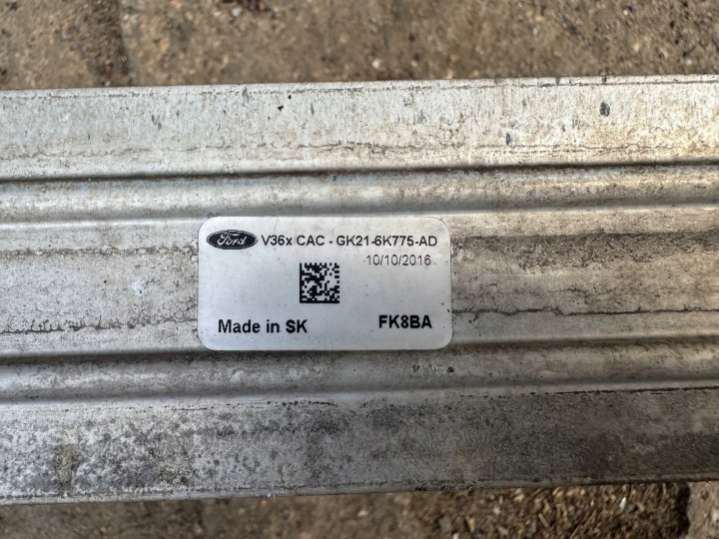 Ford V36x CAC - GK21-6K775-AD
10/10/2016
Made in SK FK8BA